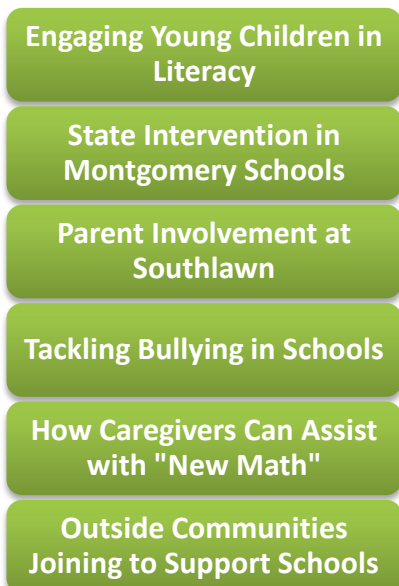 Engaging Young Children in
Literacy
State Intervention in
Montgomery Schools
Parent Involvement at
Southlawn
Tackling Bullying in Schools
How Caregivers Can Assist
with "New Math"
Outside Communities
Joining to Support Schools